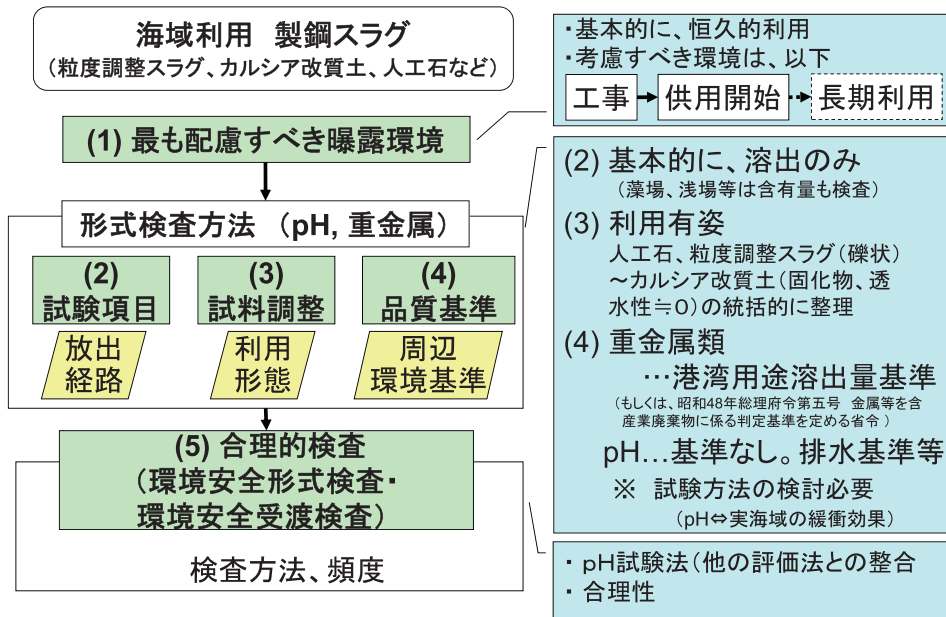 海域利用 製鋼スラグ
（粒度調整スラグ、カルシア改質土、人工石など）
(1) 最も配慮すべき曝露環境
形式検査方法 （pH, 重金属）
(2)
試験項目
(3)
試料調整
(4)
品質基準
放出
経路
利用
形態
周辺
環境基準
(5) 合理的検査
（環境安全形式検査・
環境安全受渡検査）
検査方法、頻度
・基本的に、恒久的利用
・考慮すべき環境は、以下
工事
供用開始
長期利用
(2) 基本的に、溶出のみ
（藻場、浅場等は含有量も検査）
(3) 利用有姿
人工石、粒度調整スラグ（礫状）
～カルシア改質土（固化物、透
水性≒0）の統括的に整理
(4) 重金属類
…港湾用途溶出量基準
（もしくは、昭和48年総理府令第五号 金属等を含
産業廃棄物に係る判定基準を定める省令 ）
pH…基準なし。排水基準等
※ 試験方法の検討必要
（pH⇔実海域の緩衝効果）
・ pH試験法（他の評価法との整合
・ 合理性